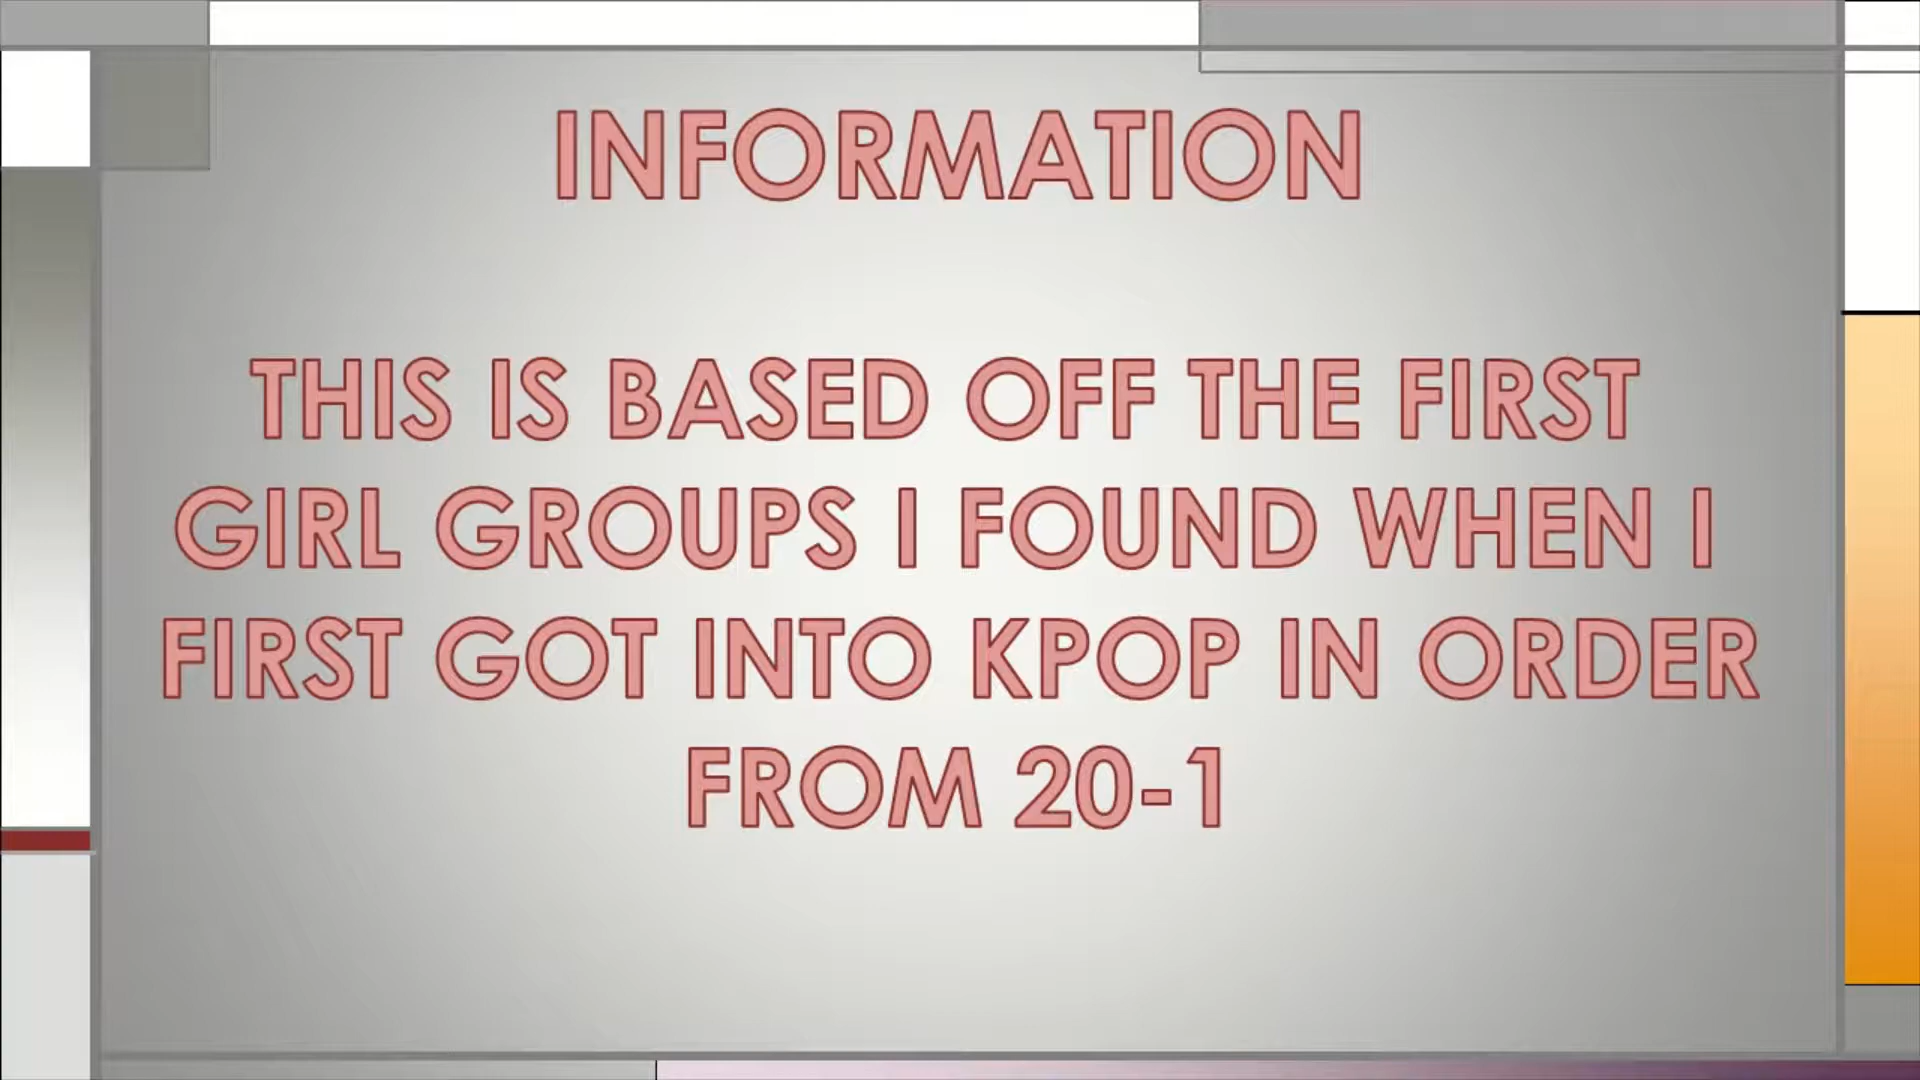 INFORMATION
THIS IS BASED OFF THE FIRST
GIRL GROUPS I FOUND WHEN I
FIRST GOT INTO KPOP IN ORDER
FROM 20-1